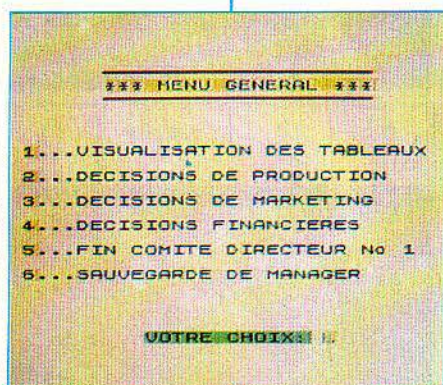 *** MENU GENERAL ***
1...VISUALISATION DES TABLEAUX
2...DECISIONS DE PRODUCTION
3...DECISIONS DE MARKETING
4...DECISIONS FINANCIERES
5...FIN COMITE DIRECTEUR No 1
6...SAUVEGARDE DE MANAGER
VOTRE CHOIX: